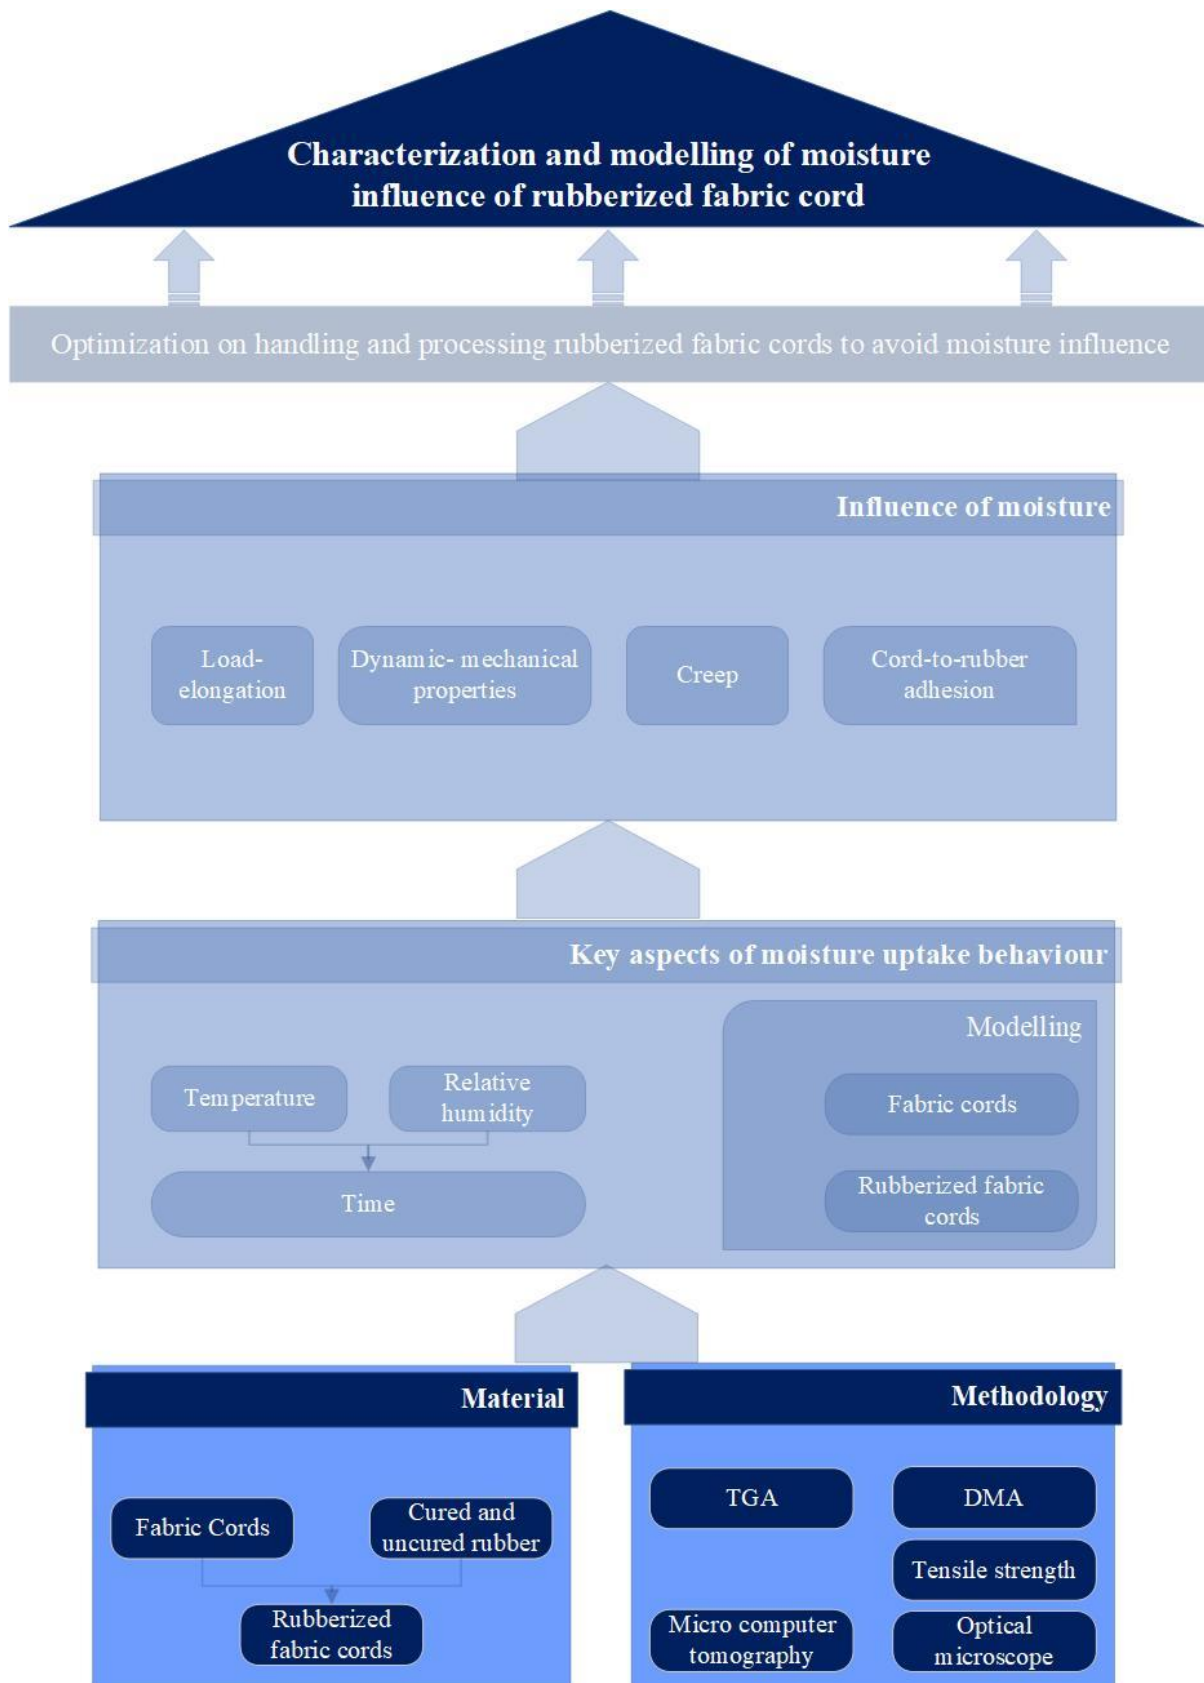 Characterization and modelling of moisture
influence of rubberized fabric cord
Optimization on handling and processing rubberized fabric cords to avoid moisture influence
Influence of moisture
Load-
elongation
Dynamic- mechanical
properties
Creep
Cord-to-rubber
adhesion
Key aspects of moisture uptake behaviour
Temperature
Relative
humidity
Time
Modelling
Fabric cords
Rubberized fabric
cords
Material
Fabric Cords
Cured and
uncured rubber
Rubberized
fabric cords
Methodology
TGA
DMA
Tensile strength
Micro computer
tomography
Optical
microscope